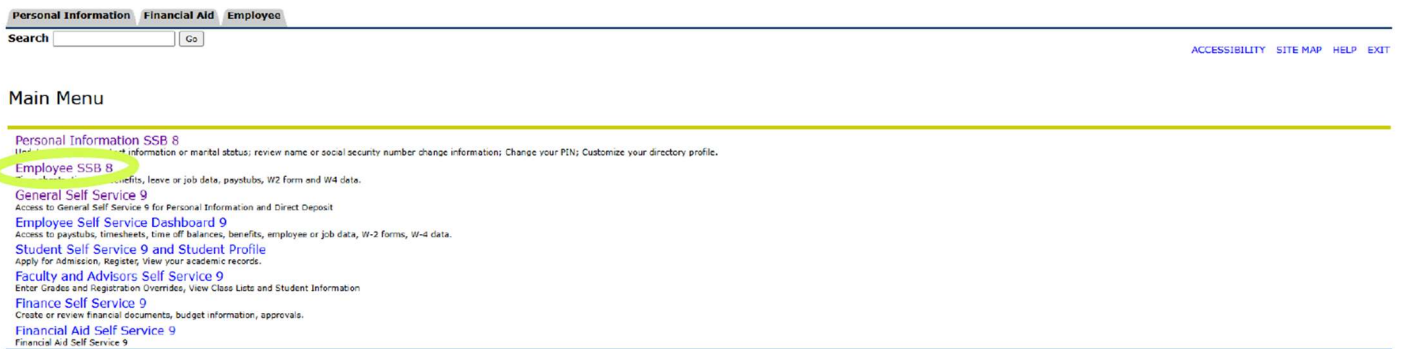 Personal Information Financial Aid Employee
Search Go
ACCESSIBILITY SITE MAP HELP EXIT
Main Menu
Personal Information SSB 8
information or marital status; review name or social security number change information; Change your PIN; Customize your directory profile.
Employee SSB 8
leave or job data, paystubs, W2 form and W4 data.
General Self Service 9
Access to General Self Service 9 for Personal Information and Direct Deposit
Employee Self Service Dashboard 9
Access to paystubs, timesheets, time off balances, benefits, employee or job data, W-2 forms, W-4 data.
Student Self Service 9 and Student Profile
Apply for Admission, Register, View your academic records.
Faculty and Advisors Self Service 9
Enter Grades and Registration Overrides, View Class Lists and Student Information
Finance Self Service 9
Create or review financial documents, budget information, approvals.
Financial Aid Self Service 9
Financial Aid Self Service 9